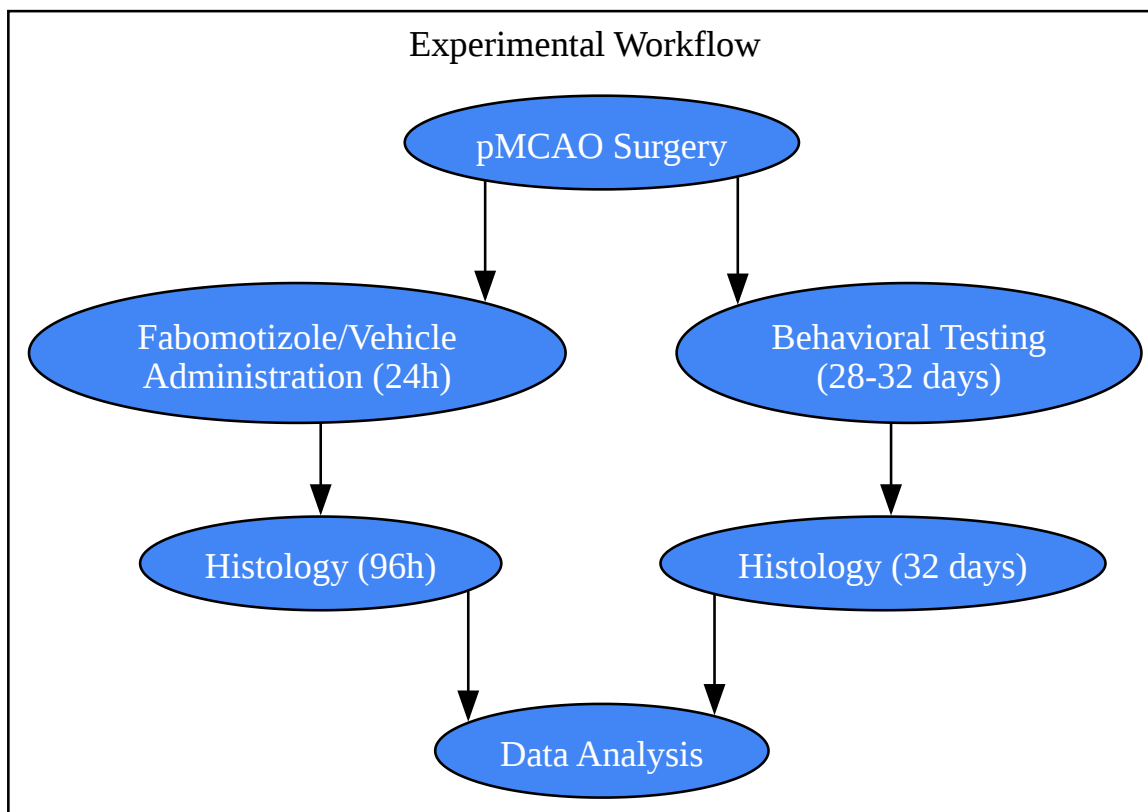 Experimental Workflow
pMCAO Surgery
Fabomotizole/Vehicle
Administration (24h)
Behavioral Testing
(28-32 days)
Histology (96h)
Histology (32 days)
Data Analysis